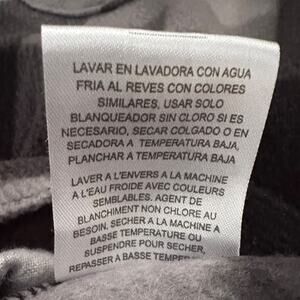 LAVAR EN LAVADORA CON AGUA
FRIA AL REVES CON COLORES
SIMILARES, USAR SOLO
BLANQUEADOR SIN CLORO SI ES
NECESARIO, SECAR COLGADO O EN
SECADORA A TEMPERATURA BAJA,
PLANCHAR A TEMPERATURA BAJA.
LAVER A L'ENVERS A LA MACHINE
A L'EAU FROIDE AVEC COULEURS
SEMBLABLES. AGENT DE
BLANCHIMENT NON CHLORE AU
BESOIN. SECHER A LA MACHINE A
BASSE TEMPERATURE OU
SUSPENDRE POUR SECHER,
REPASSER A BASSE TEMPER